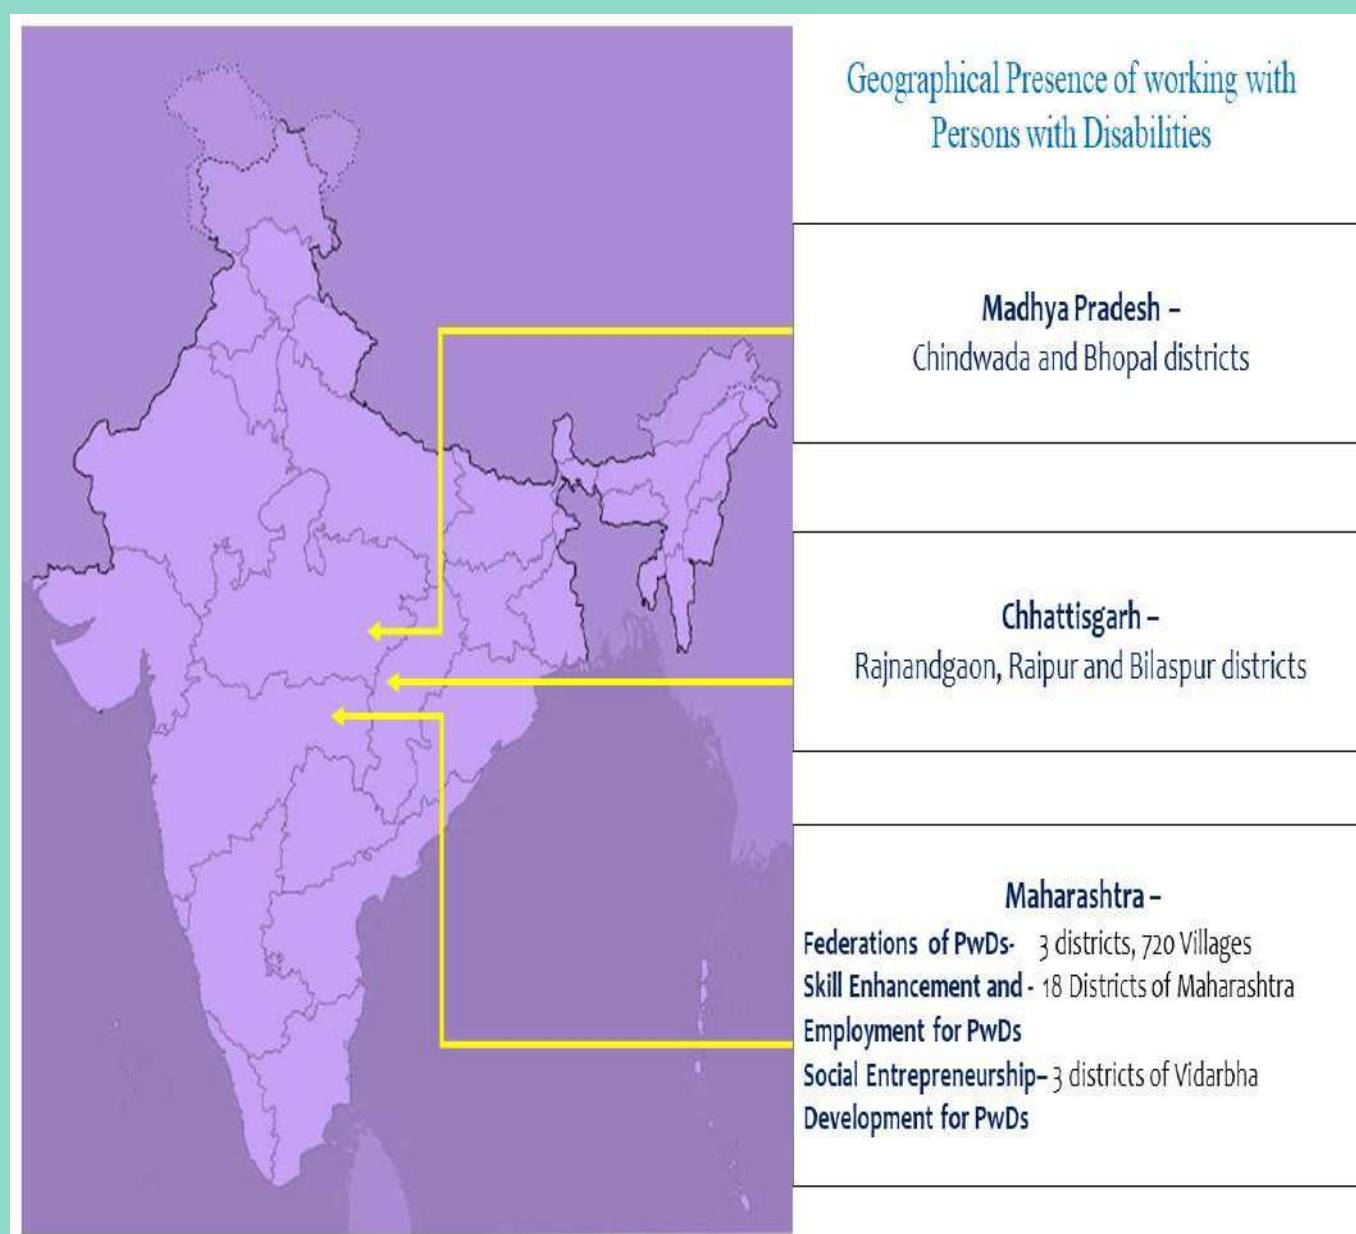 Geographical Presence of working with
Persons with Disabilities
Madhya Pradesh –
Chindwada and Bhopal districts
Chhattisgarh –
Rajnandgaon, Raipur and Bilaspur districts
Maharashtra –
Federations of PwDs- 3 districts, 720 Villages
Skill Enhancement and - 18 Districts of Maharashtra
Employment for PwDs
Social Entrepreneurship– 3 districts of Vidarbha
Development for PwDs